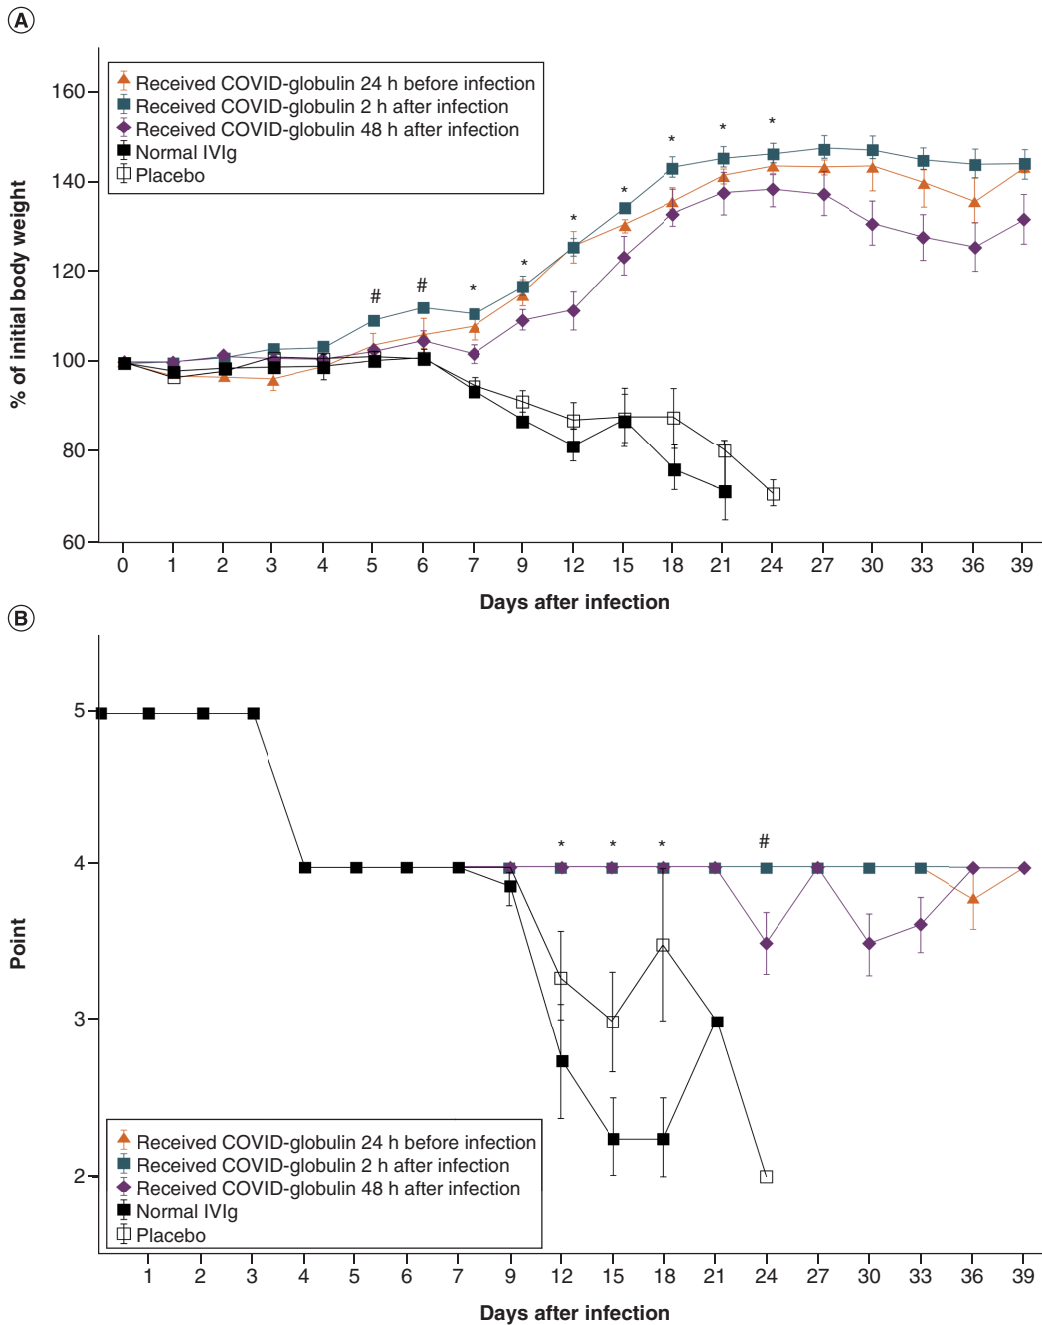 A
160
140
120
100
80
60
% of initial body weight
Received COVID-globulin 24 h before infection
Received COVID-globulin 2 h after infection
Received COVID-globulin 48 h after infection
Normal IVIg
Placebo
# # * * * * * * *
0 1 2 3 4 5 6 7 9 12 15 18 21 24 27 30 33 36 39
Days after infection
B
5
4
3
2
Point
* * * #
Received COVID-globulin 24 h before infection
Received COVID-globulin 2 h after infection
Received COVID-globulin 48 h after infection
Normal IVIg
Placebo
1 2 3 4 5 6 7 9 12 15 18 21 24 27 30 33 36 39
Days after infection